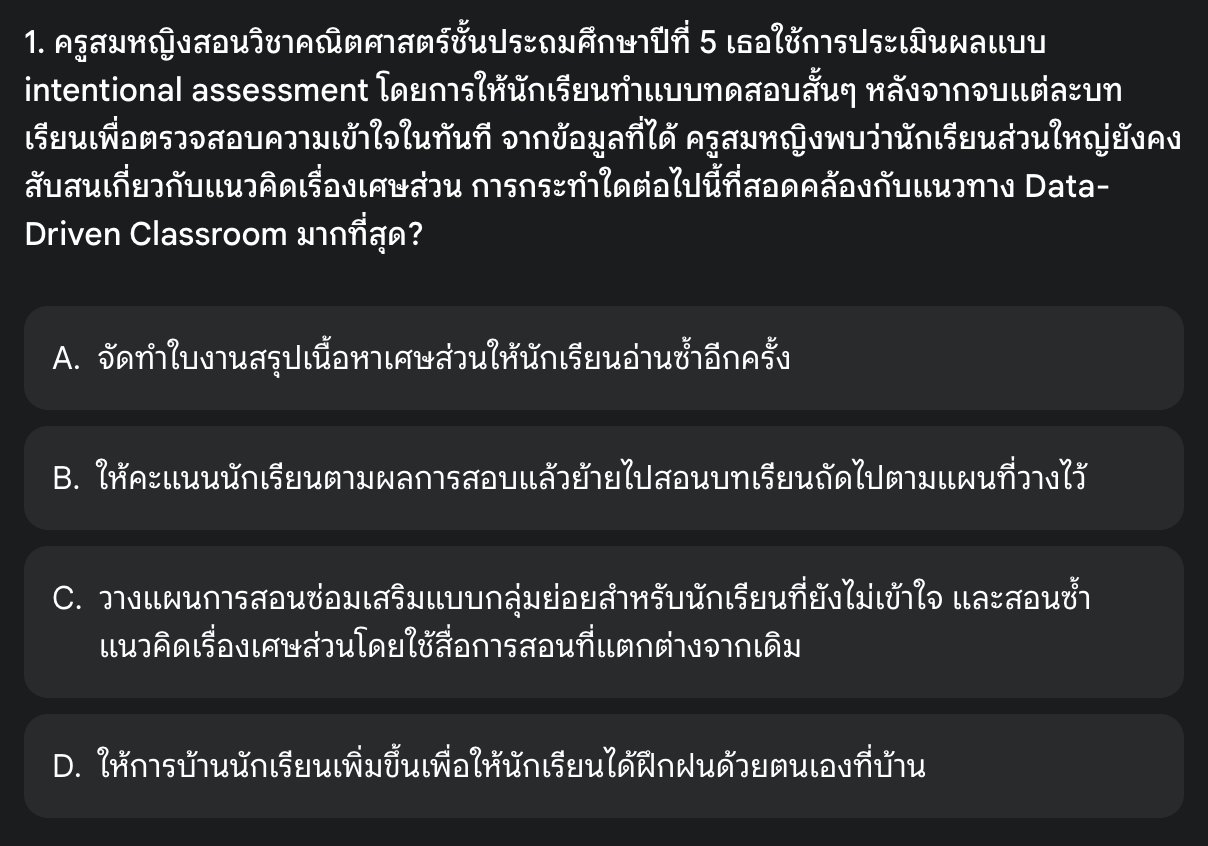 1. ครูสมหญิงสอนวิชาคณิตศาสตร์ชั้นประถมศึกษาปีที่ 5 เธอใช้การประเมินผลแบบ
intentional assessment โดยการให้นักเรียนทำแบบทดสอบสั้นๆ หลังจากจบแต่ละบท
เรียนเพื่อตรวจสอบความเข้าใจในทันที จากข้อมูลที่ได้ ครูสมหญิงพบว่านักเรียนส่วนใหญ่ยังคง
สับสนเกี่ยวกับแนวคิดเรื่องเศษส่วน การกระทำใดต่อไปนี้ที่สอดคล้องกับแนวทาง Data-
Driven Classroom มากที่สุด?
A. จัดทำใบงานสรุปเนื้อหาเศษส่วนให้นักเรียนอ่านซ้ำอีกครั้ง
B. ให้คะแนนนักเรียนตามผลการสอบแล้วย้ายไปสอนบทเรียนถัดไปตามแผนที่วางไว้
C. วางแผนการสอนซ่อมเสริมแบบกลุ่มย่อยสำหรับนักเรียนที่ยังไม่เข้าใจ และสอนซ้ำ
แนวคิดเรื่องเศษส่วนโดยใช้สื่อการสอนที่แตกต่างจากเดิม
D. ให้การบ้านนักเรียนเพิ่มขึ้นเพื่อให้นักเรียนได้ฝึกฝนด้วยตนเองที่บ้าน